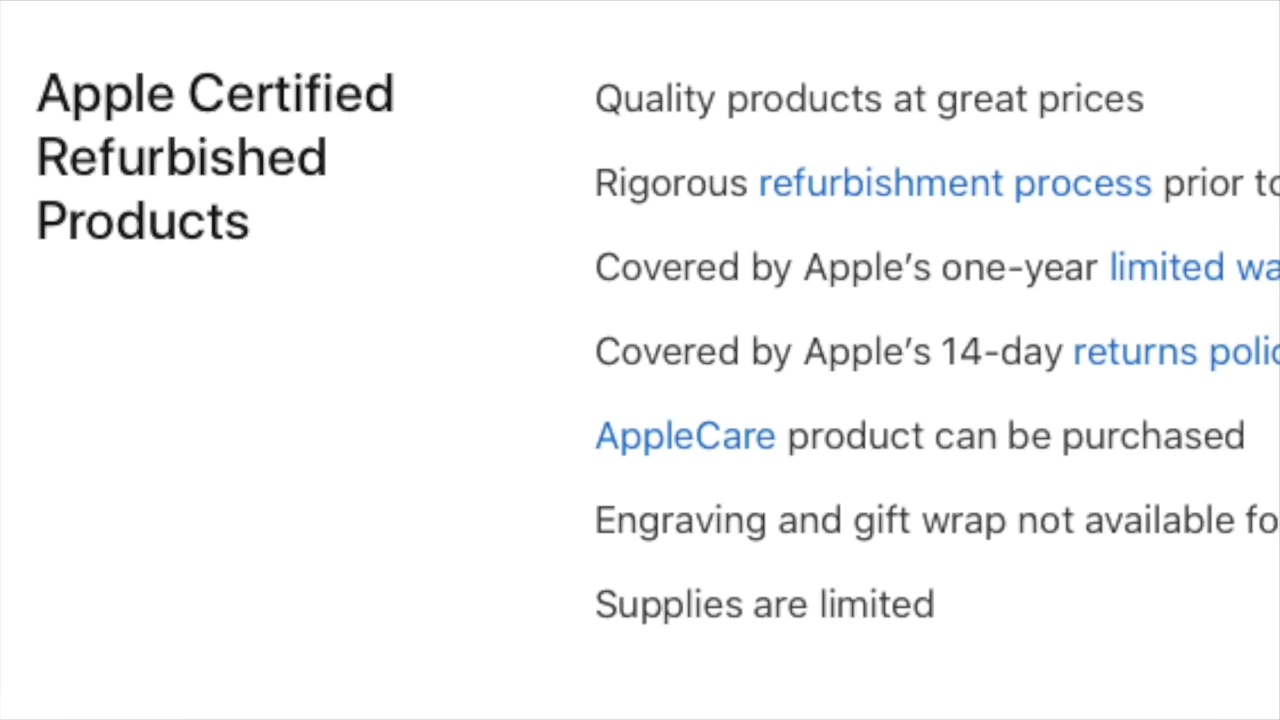 Apple Certified
Refurbished
Products
Quality products at great prices
Rigorous refurbishment process prior
Covered by Apple’s one-year limited
Covered by Apple’s 14-day returns
AppleCare product can be purchased
Engraving and gift wrap not available
Supplies are limited